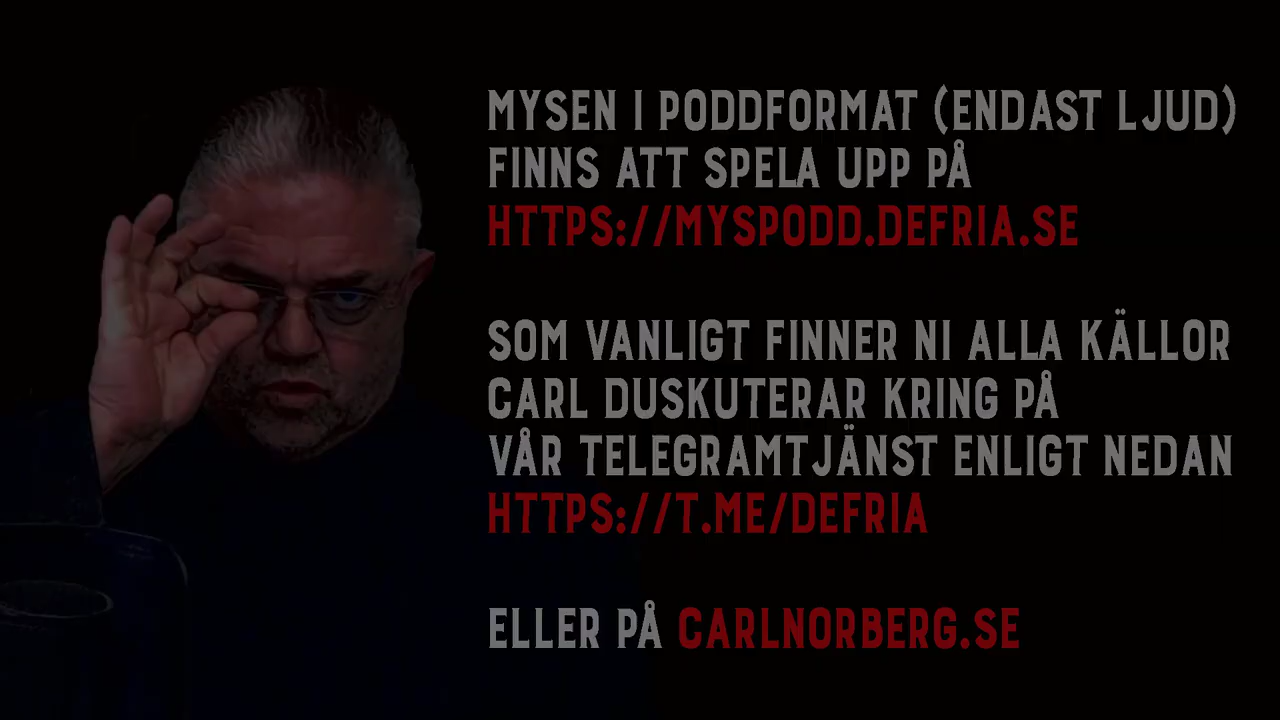 MYSEN I PODDFORMAT (ENDAST LJUD)
FINNS ATT SPELA UPP PÅ
HTTPS://MYSPODD.DEFRIA.SE
SOM VANLIGT FINNER NI ALLA KÄLLOR
CARL DUSKUTERAR KRING PÅ
VÅR TELEGRAMTJÄNST ENLIGT NEDAN
HTTPS://T.ME/DEFRIA
ELLER PÅ CARLNORBERG.SE